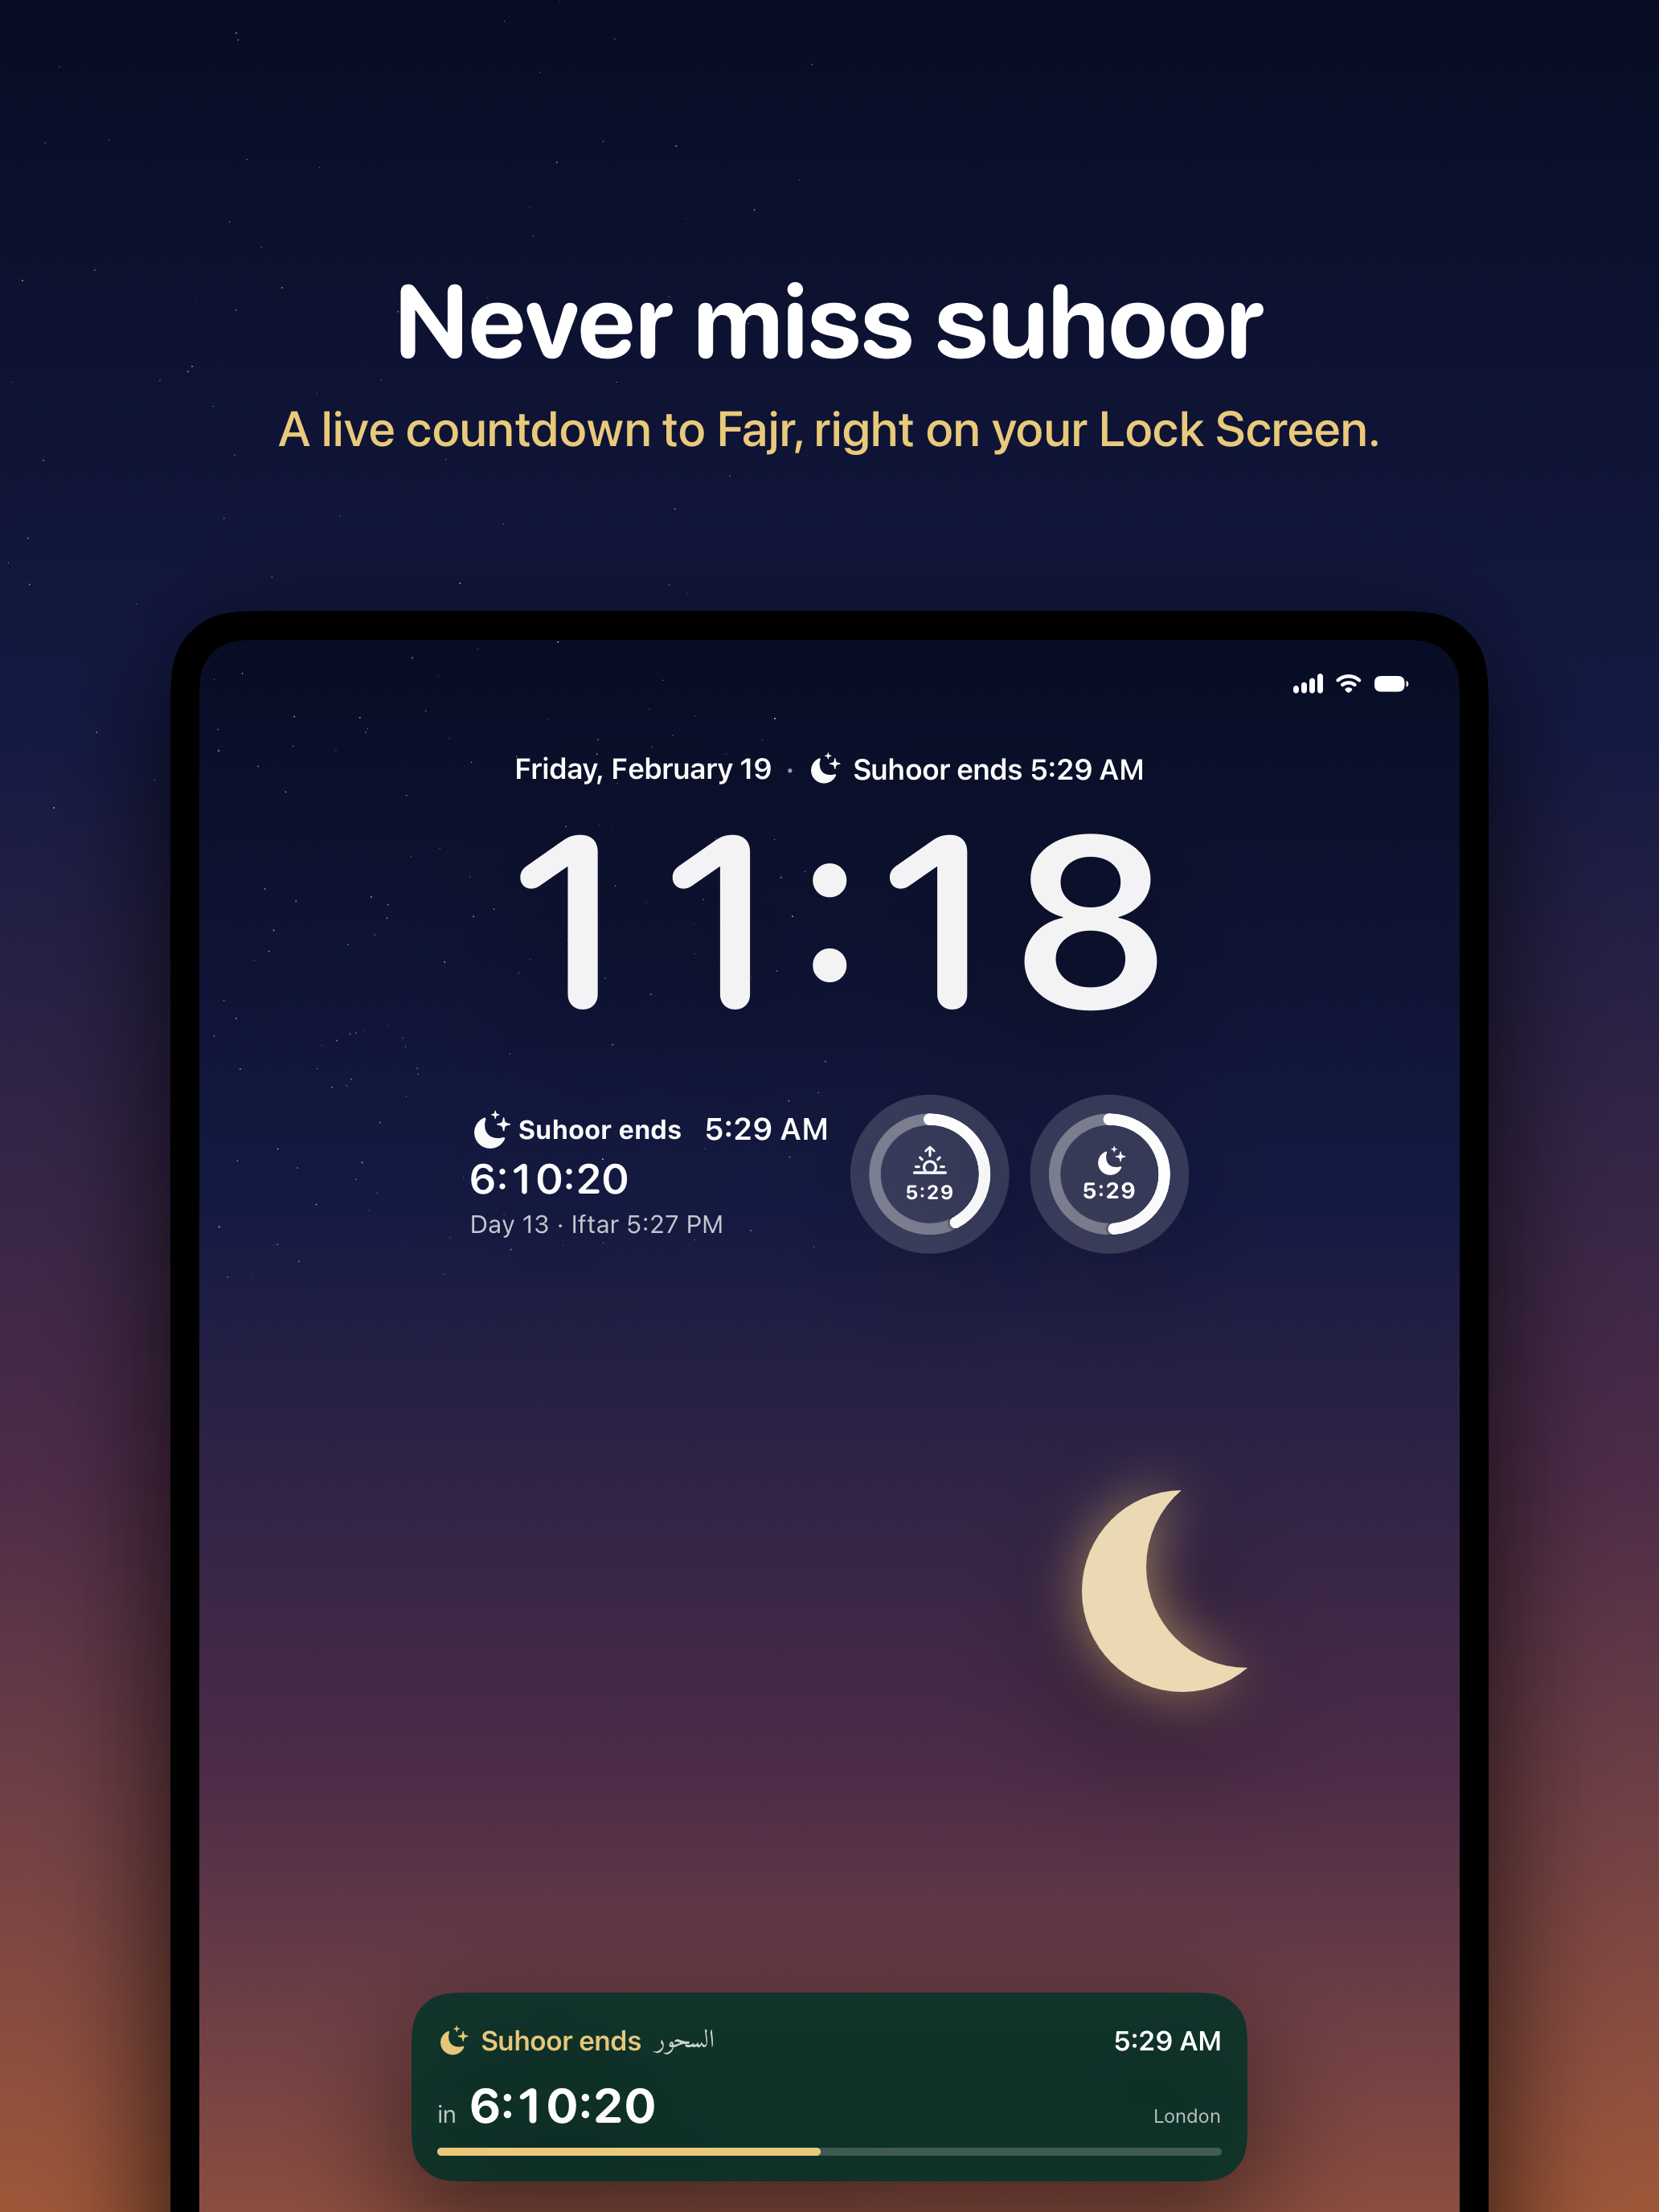 Never miss suhoor
A live countdown to Fajr, right on your Lock Screen.
Friday, February 19 · Suhoor ends 5:29 AM
11:18
Suhoor ends 5:29 AM
6:10:20
Day 13 · Iftar 5:27 PM
5:29
5:29
Suhoor ends السحور 5:29 AM
in 6:10:20 London